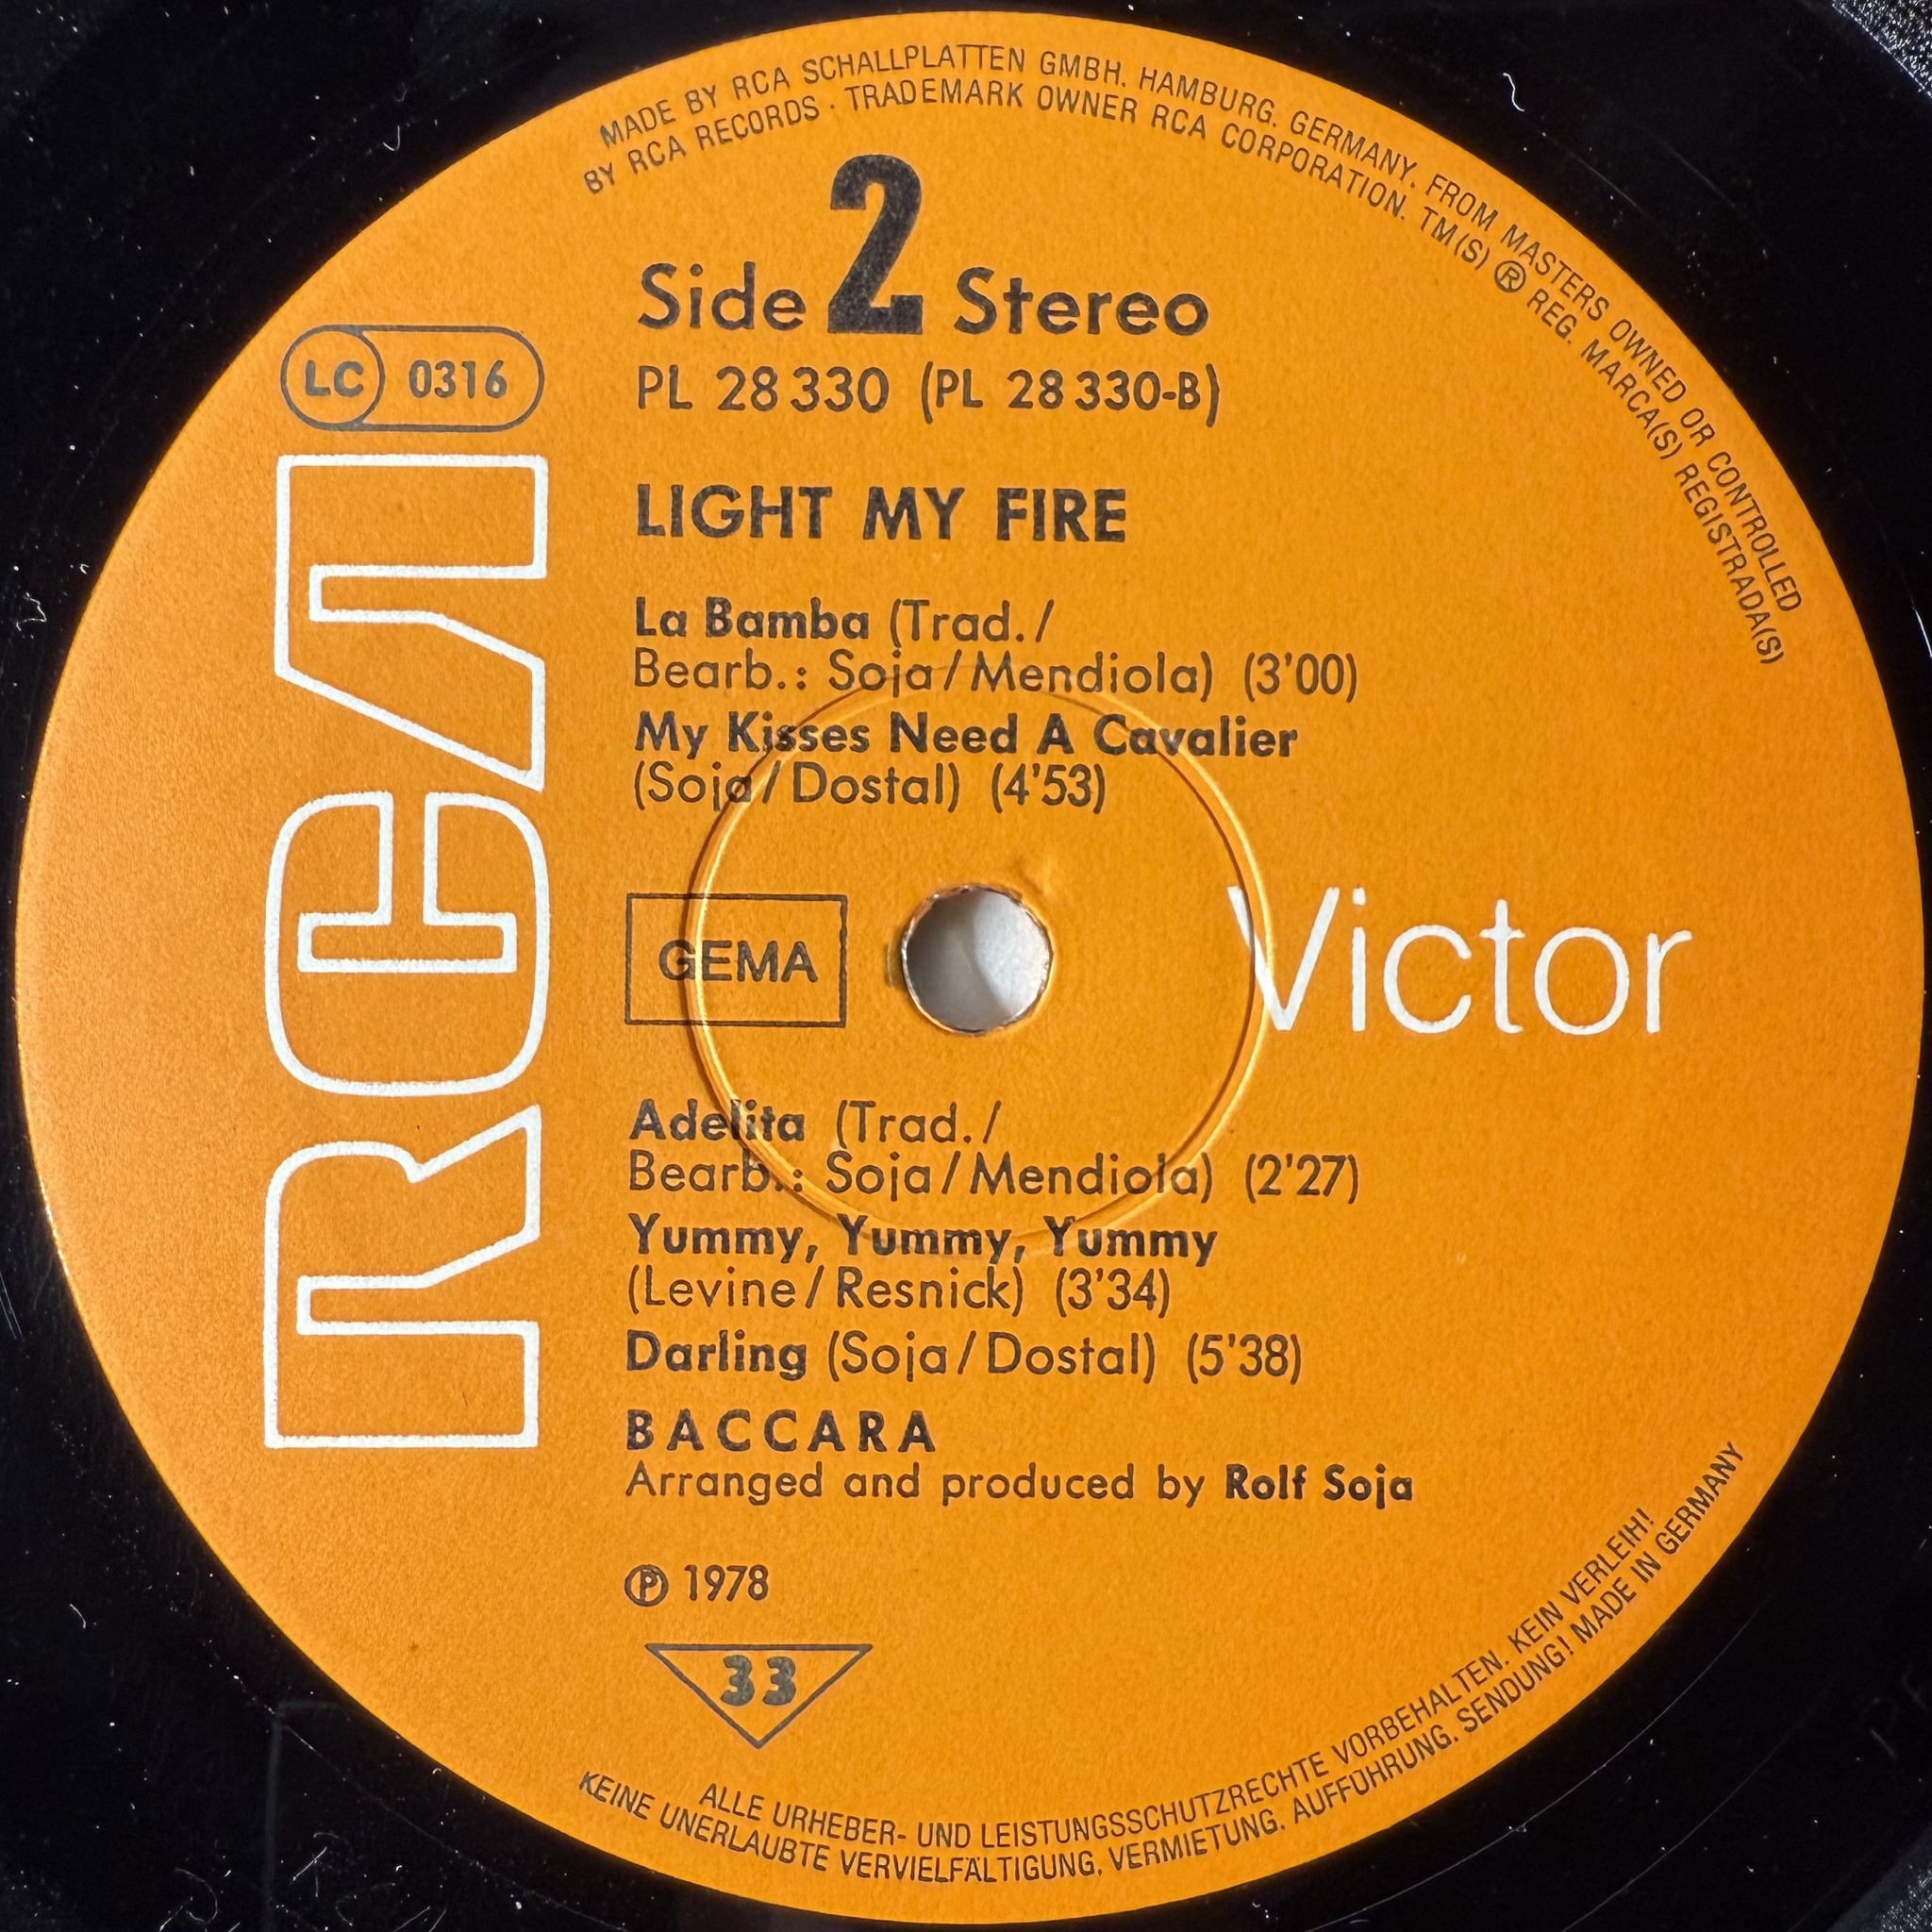 MADE BY RCA SCHALLPLATTEN GMBH. HAMBURG. GERMANY. FROM MASTERS OWNED OR CONTROLLED
BY RCA RECORDS · TRADEMARK OWNER RCA CORPORATION. TM(S) ® REG. MARCA(S) REGISTRADA(S)
Side 2 Stereo
LC 0316
PL 28 330 (PL 28 330-B)
RCA
LIGHT MY FIRE
La Bamba (Trad./
Bearb.: Soja/Mendiola) (3'00)
My Kisses Need A Cavalier
(Soja/Dostal) (4'53)
GEMA
Victor
Adelita (Trad./
Bearb.: Soja/Mendiola) (2'27)
Yummy, Yummy, Yummy
(Levine/Resnick) (3'34)
Darling (Soja/Dostal) (5'38)
BACCARA
Arranged and produced by Rolf Soja
℗ 1978
33
ALLE URHEBER- UND LEISTUNGSSCHUTZRECHTE VORBEHALTEN. KEIN VERLEIH!
KEINE UNERLAUBTE VERVIELFÄLTIGUNG, VERMIETUNG, AUFFÜHRUNG, SENDUNG! MADE IN GERMANY